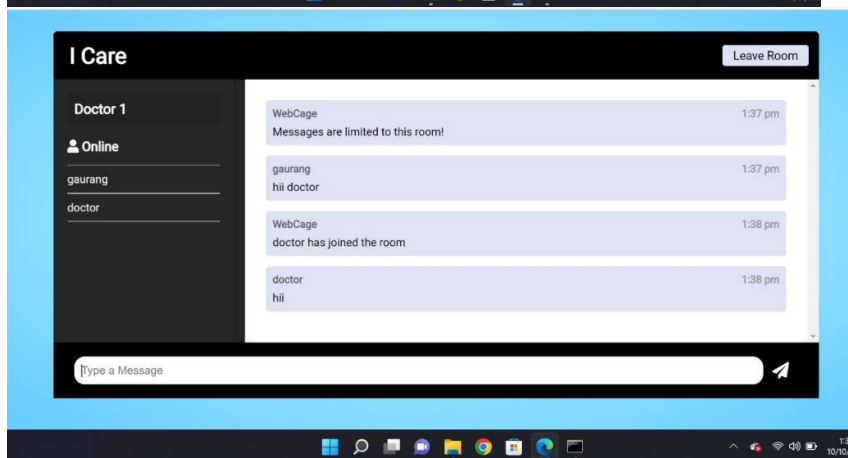 I Care
Leave Room
Doctor 1
Online
gaurang
doctor
WebCage 1:37 pm
Messages are limited to this room!
gaurang 1:37 pm
hii doctor
WebCage 1:38 pm
doctor has joined the room
doctor 1:38 pm
hii
Type a Message